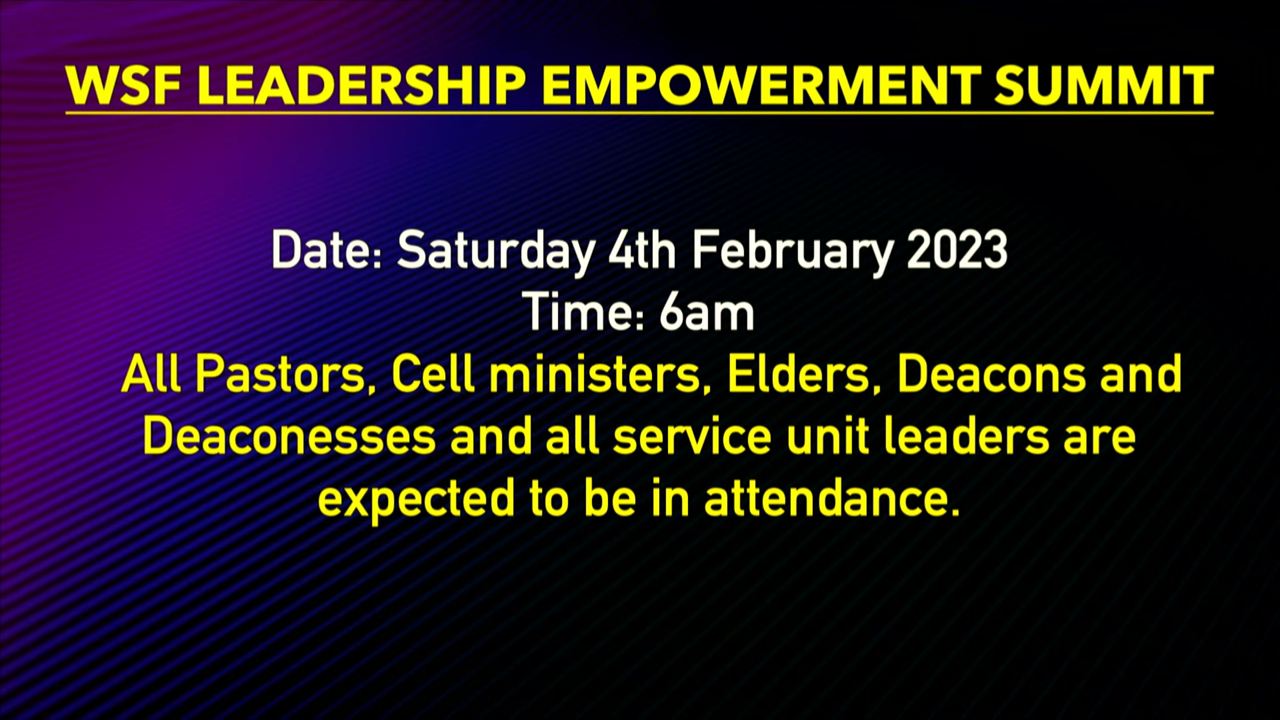 WSF LEADERSHIP EMPOWERMENT SUMMIT
Date: Saturday 4th February 2023
Time: 6am
All Pastors, Cell ministers, Elders, Deacons and
Deaconesses and all service unit leaders are
expected to be in attendance.